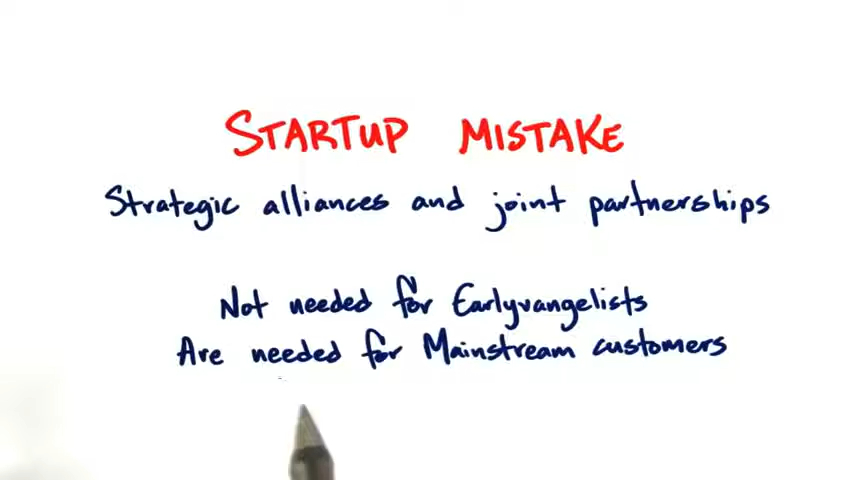 STARTUP MISTAKE
Strategic alliances and joint partnerships
Not needed for Earlyvangelists
Are needed for Mainstream customers